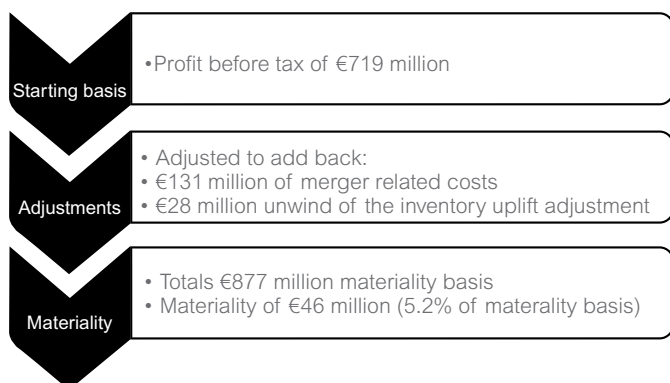 Starting basis
•Profit before tax of €719 million
Adjustments
• Adjusted to add back:
• €131 million of merger related costs
• €28 million unwind of the inventory uplift adjustment
Materiality
• Totals €877 million materiality basis
• Materiality of €46 million (5.2% of materality basis)